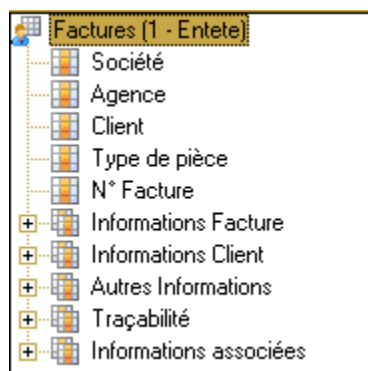 Factures (1 - Entete)
Société
Agence
Client
Type de pièce
N° Facture
Informations Facture
Informations Client
Autres Informations
Traçabilité
Informations associées